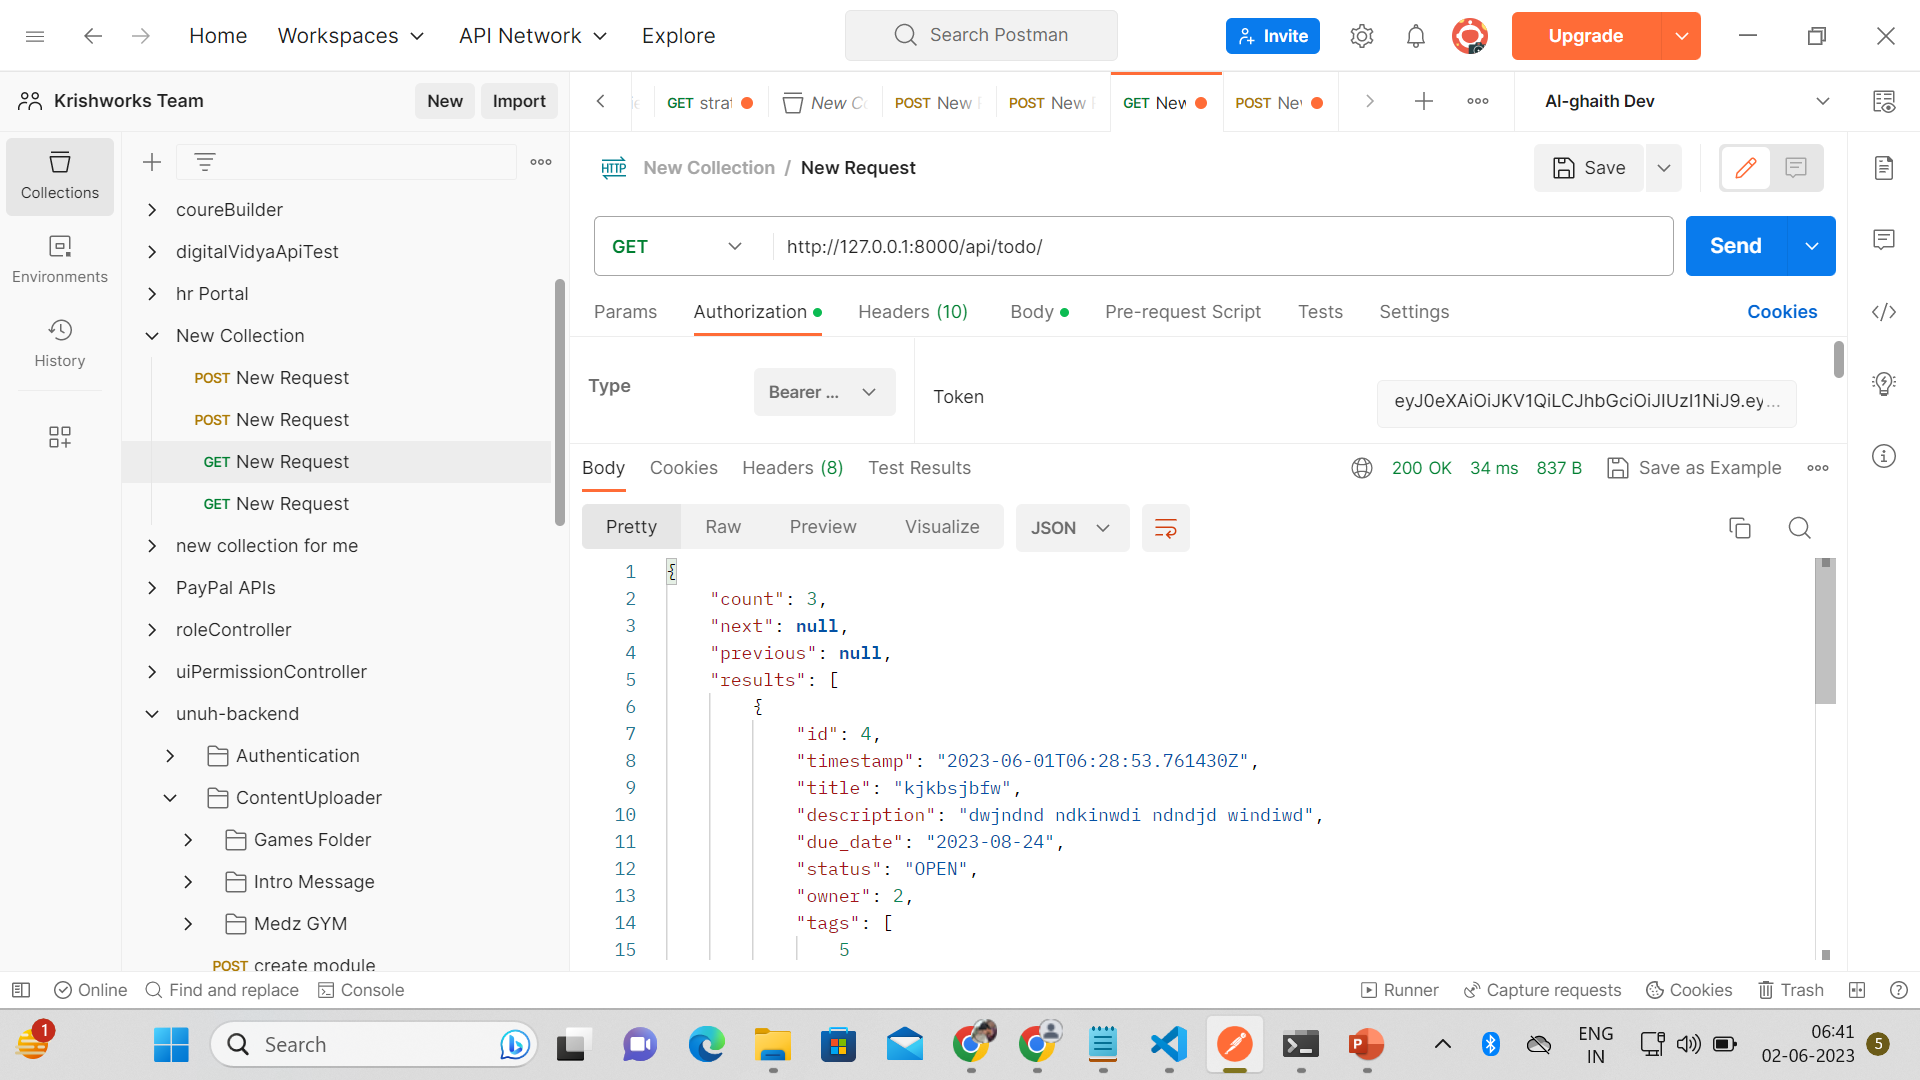 Home
Workspaces
API Network
Explore
Search Postman
Invite
Upgrade
Krishworks Team
New
Import
GET strat
New Co
POST New
POST New
GET New
POST Ne
Al-ghaith Dev
Collections
Environments
History
coureBuilder
digitalVidyaApiTest
hr Portal
New Collection
POST New Request
POST New Request
GET New Request
GET New Request
new collection for me
PayPal APIs
roleController
uiPermissionController
unuh-backend
Authentication
ContentUploader
Games Folder
Intro Message
Medz GYM
POST create module
HTTP New Collection / New Request
Save
GET http://127.0.0.1:8000/api/todo/
Send
Params Authorization Headers (10) Body Pre-request Script Tests Settings Cookies
Type
Bearer ...
Token
eyJ0eXAiOiJKV1QiLCJhbGciOiJIUzI1NiJ9.ey...
Body Cookies Headers (8) Test Results
200 OK 34 ms 837 B Save as Example
Pretty Raw Preview Visualize JSON
1 {
2 "count": 3,
3 "next": null,
4 "previous": null,
5 "results": [
6 {
7 "id": 4,
8 "timestamp": "2023-06-01T06:28:53.761430Z",
9 "title": "kjkbsjbfw",
10 "description": "dwjndnd ndkinwdi ndndjd windiwd",
11 "due_date": "2023-08-24",
12 "status": "OPEN",
13 "owner": 2,
14 "tags": [
15 5
Online Find and replace Console
Runner Capture requests Cookies Trash
1
Search
P
ENG
IN
06:41
02-06-2023
5